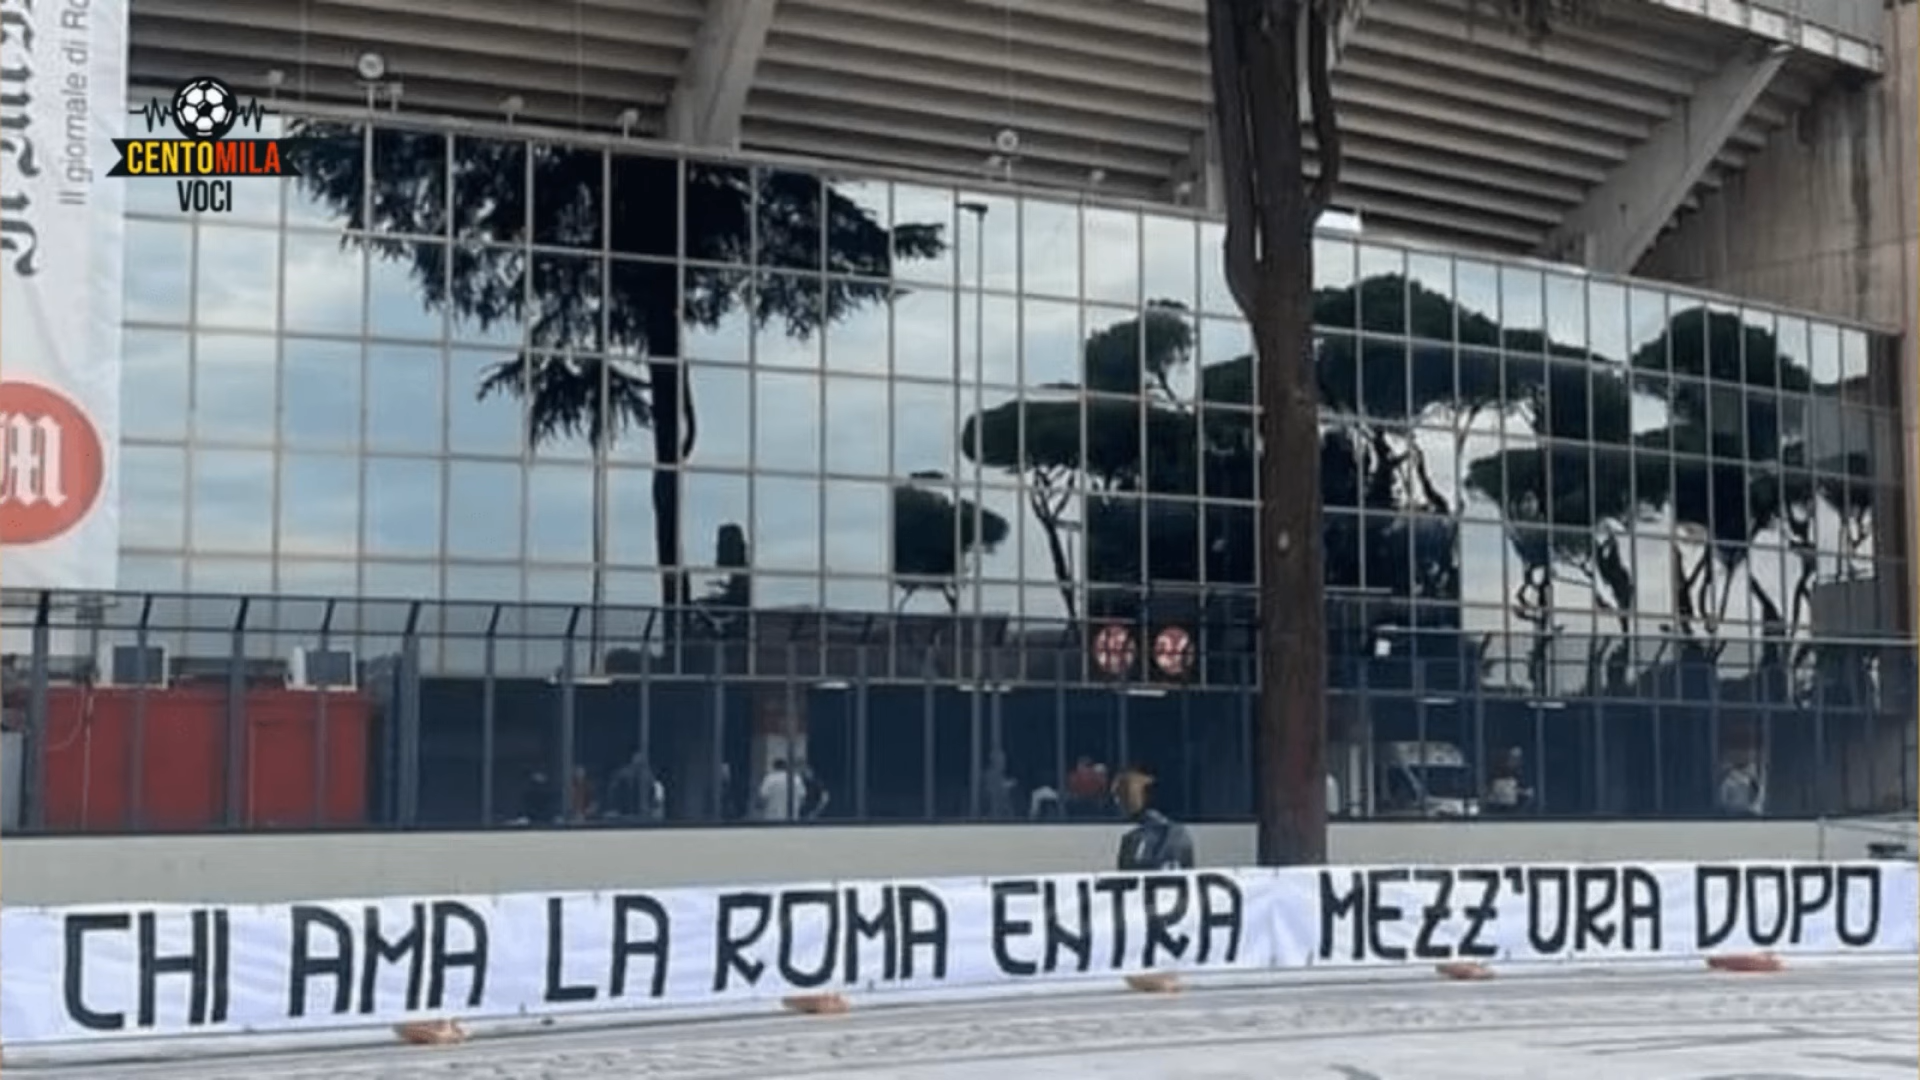 Il giornale di Ro
CENTOMILA
VOCI
M
CHI AMA LA ROMA ENTRA MEZZ'ORA DOPO